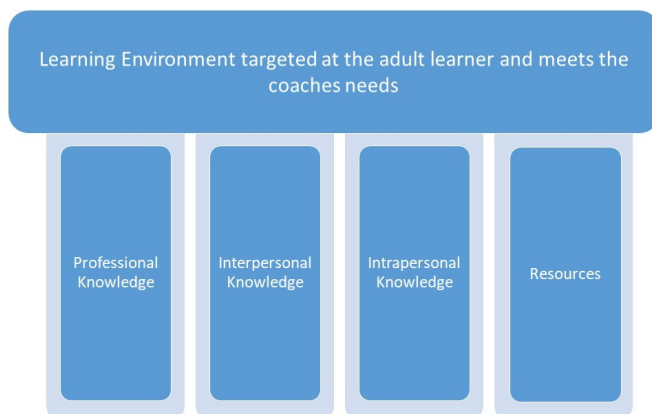 Learning Environment targeted at the adult learner and meets the
coaches needs
Professional
Knowledge
Interpersonal
Knowledge
Intrapersonal
Knowledge
Resources